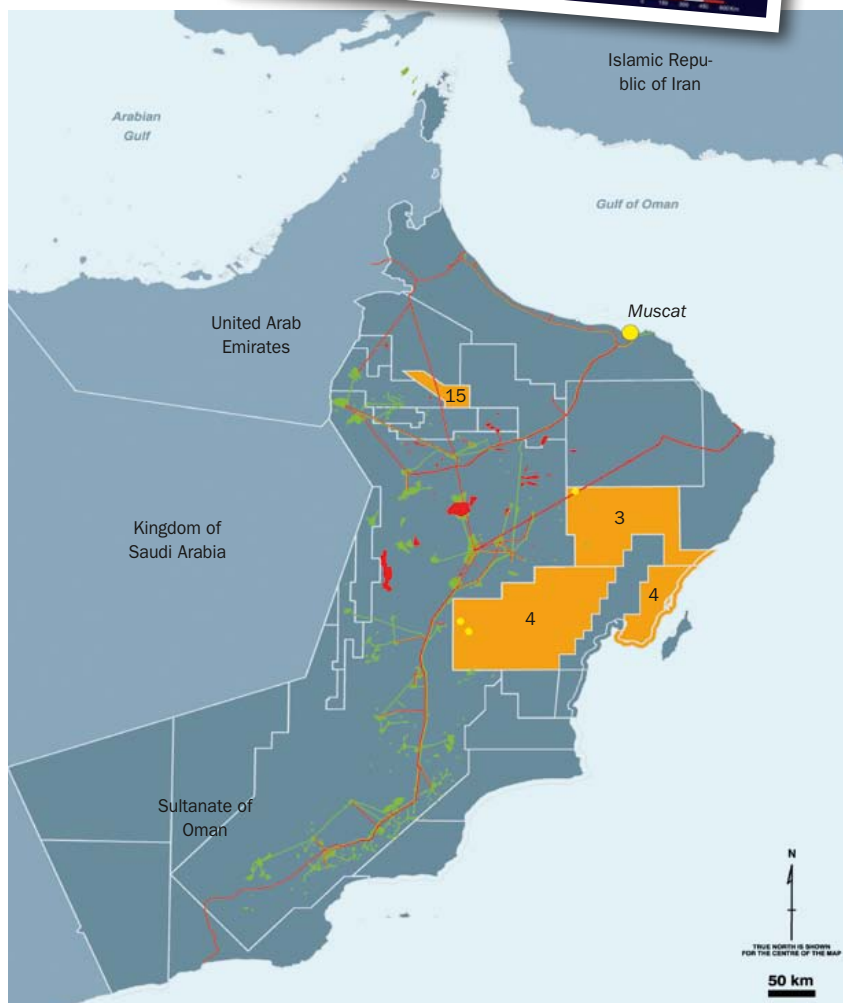 Islamic Repu-
blic of Iran
Arabian
Gulf
Gulf of Oman
Muscat
United Arab
Emirates
15
3
Kingdom of
Saudi Arabia
4
4
Sultanate of
Oman
N
TRUE NORTH IS SHOWN
FOR THE CENTRE OF THE MAP
50 km